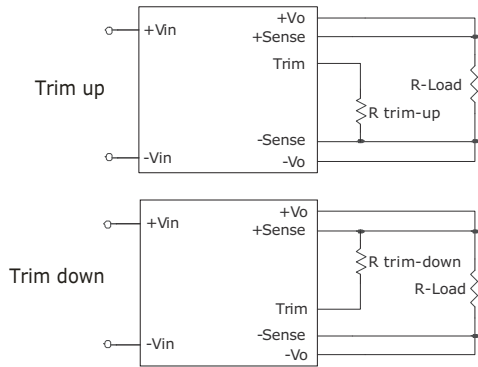 +Vo
+Vin
+Sense
Trim
R-Load
Trim up
R trim-up
-Sense
-Vin
-Vo
+Vo
+Vin
+Sense
R trim-down
Trim down
R-Load
Trim
-Sense
-Vin
-Vo